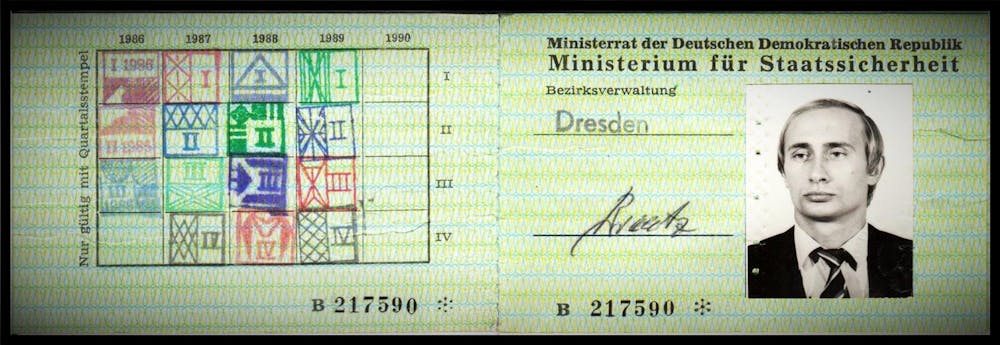 1986 1987 1988 1989 1990
Nur gültig mit Quartalsstempel
I 1986 I I I I
II 1986 II II II II
III III III III
IV IV IV IV
B 217590 ✻
Ministerrat der Deutschen Demokratischen Republik
Ministerium für Staatssicherheit
Bezirksverwaltung
Dresden
B 217590 ✻